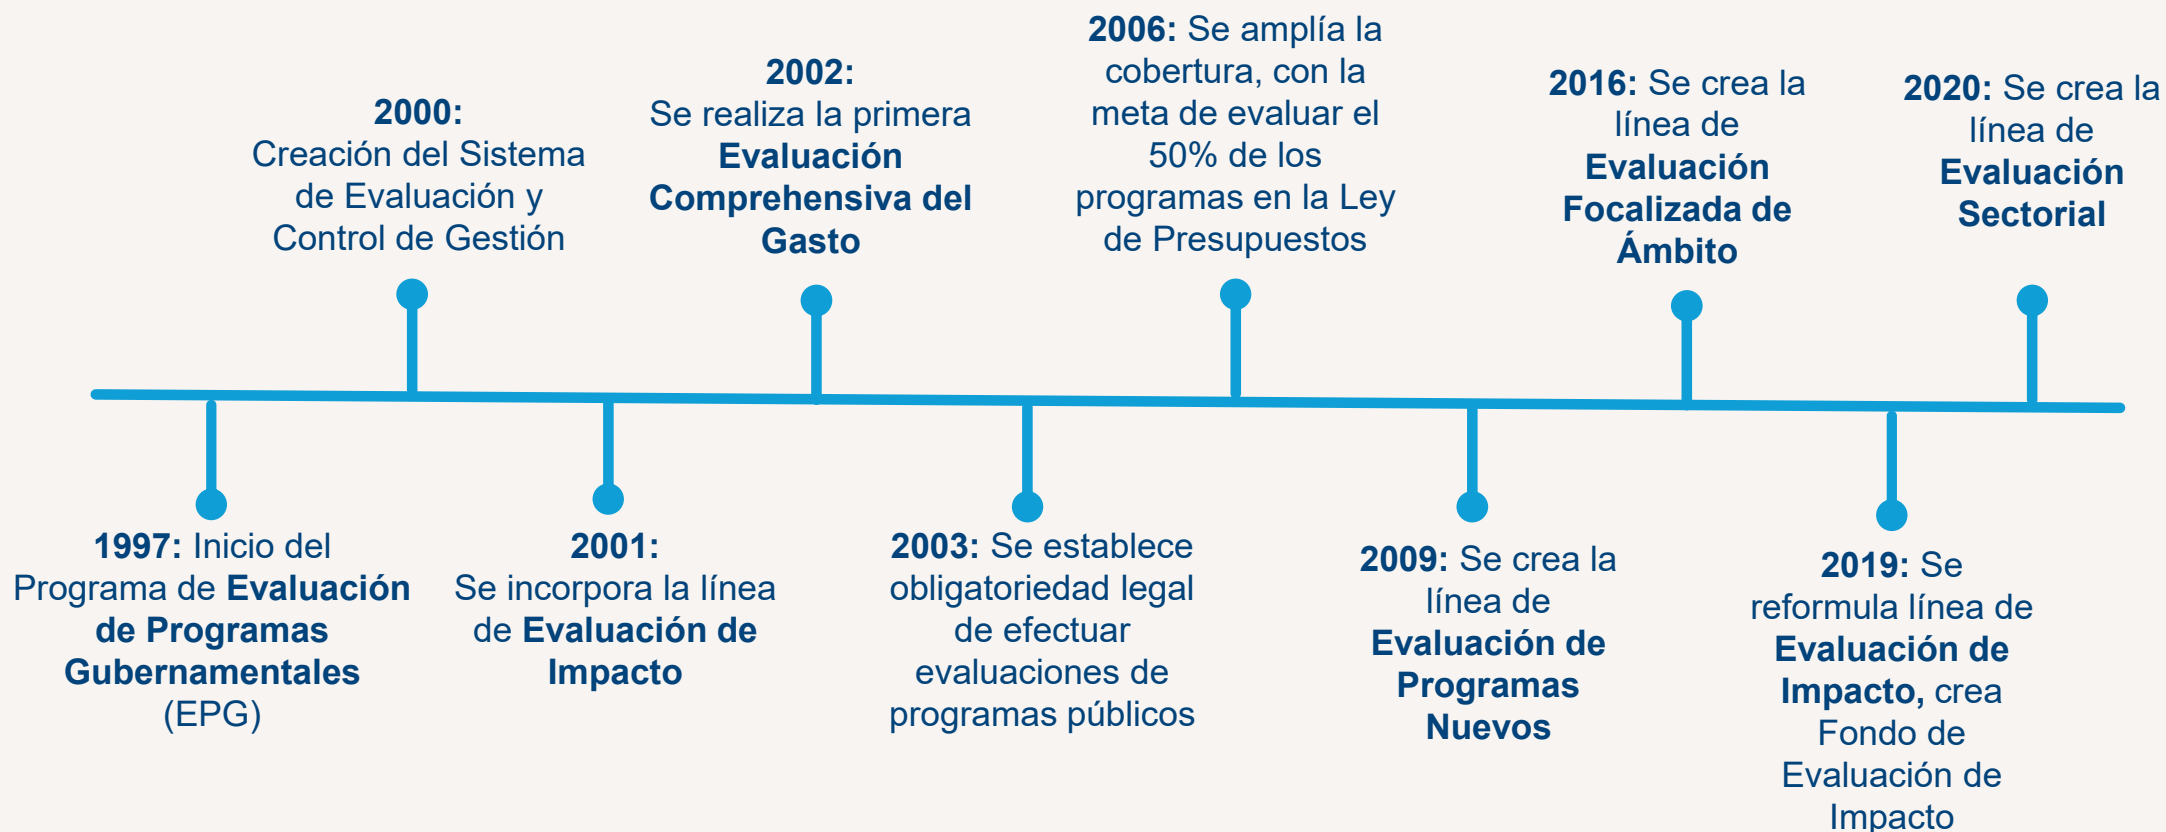 2000:
Creación del Sistema
de Evaluación y
Control de Gestión
2002:
Se realiza la primera
Evaluación
Comprehensiva del
Gasto
2006: Se amplía la
cobertura, con la
meta de evaluar el
50% de los
programas en la Ley
de Presupuestos
2016: Se crea la
línea de
Evaluación
Focalizada de
Ámbito
2020: Se crea la
línea de
Evaluación
Sectorial
1997: Inicio del
Programa de Evaluación
de Programas
Gubernamentales
(EPG)
2001:
Se incorpora la línea
de Evaluación de
Impacto
2003: Se establece
obligatoriedad legal
de efectuar
evaluaciones de
programas públicos
2009: Se crea la
línea de
Evaluación de
Programas
Nuevos
2019: Se
reformula línea de
Evaluación de
Impacto, crea
Fondo de
Evaluación de
Impacto